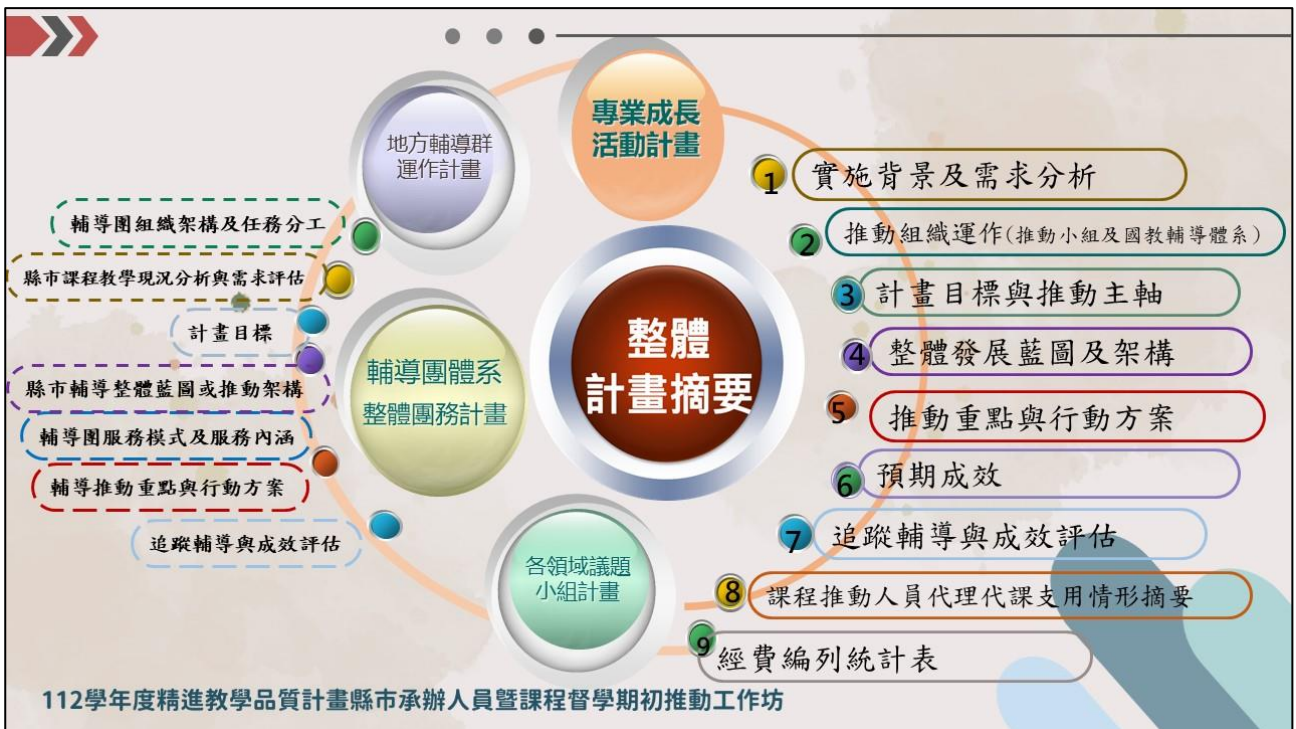 專業成長
活動計畫
地方輔導群
運作計畫
輔導團體系
整體團務計畫
各領域議題
小組計畫
整體
計畫摘要
輔導團組織架構及任務分工
縣市課程教學現況分析與需求評估
計畫目標
縣市輔導整體藍圖或推動架構
輔導團服務模式及服務內涵
輔導推動重點與行動方案
追蹤輔導與成效評估
1 實施背景及需求分析
2 推動組織運作(推動小組及國教輔導體系)
3 計畫目標與推動主軸
4 整體發展藍圖及架構
5 推動重點與行動方案
6 預期成效
7 追蹤輔導與成效評估
8 課程推動人員代理代課支用情形摘要
9 經費編列統計表
112學年度精進教學品質計畫縣市承辦人員暨課程督學期初推動工作坊